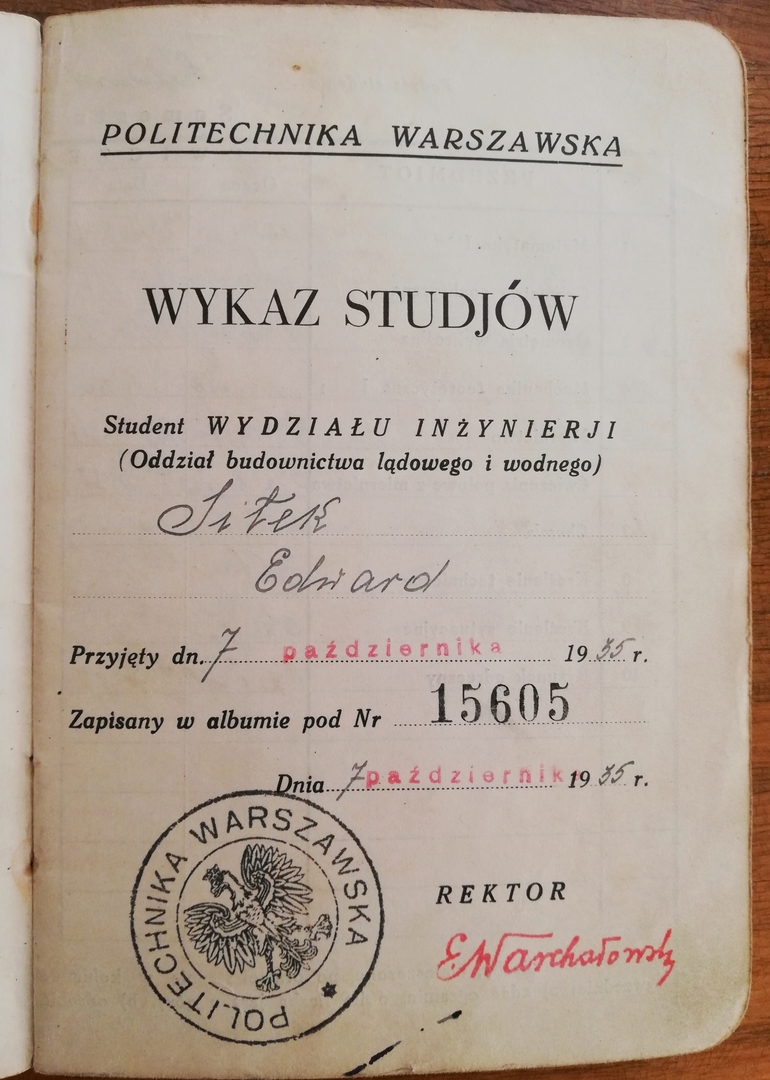 POLITECHNIKA WARSZAWSKA
WYKAZ STUDJÓW
Student WYDZIAŁU INŻYNIERJI
(Oddział budownictwa lądowego i wodnego)
Sitek
Edward
Przyjęty dn. 7 października 1935 r.
Zapisany w albumie pod Nr 15605
Dnia 7 październik 1935 r.
POLITECHNIKA WARSZAWSKA
REKTOR
E. Warchałowski